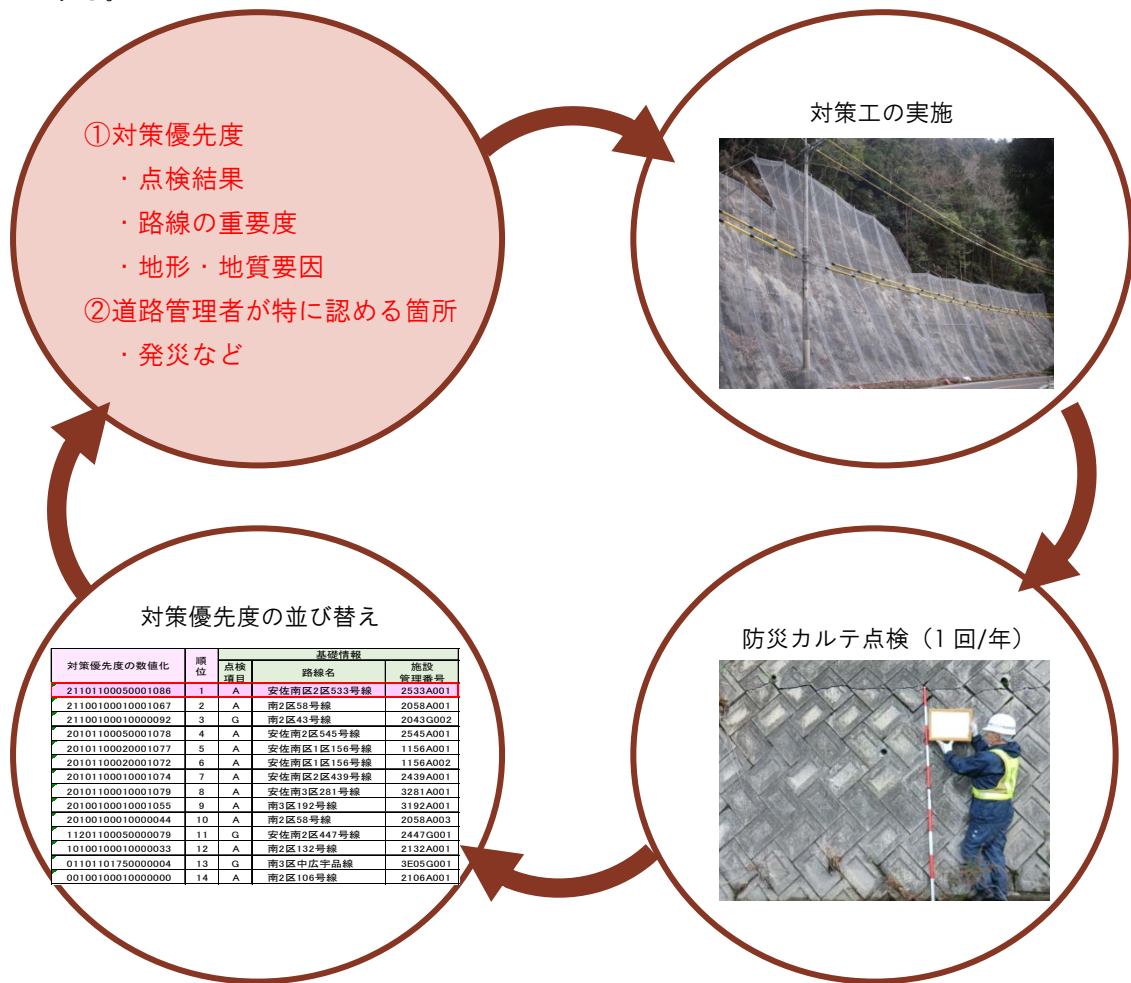 ①対策優先度
・点検結果
・路線の重要度
・地形・地質要因
②道路管理者が特に認める箇所
・発災など
対策工の実施
防災カルテ点検（1回/年）
対策優先度の並び替え
対策優先度の数値化 順位 基礎情報
点検項目 路線名 施設管理番号
21101100050001086 1 A 安佐南区2区533号線 2533A001
21100100010001067 2 A 南2区58号線 2058A001
21100100010000092 3 G 南2区43号線 2043G002
20101100050001078 4 A 安佐南2区545号線 2545A001
20101100020001077 5 A 安佐南区1区156号線 1156A001
20101100020001072 6 A 安佐南区1区156号線 1156A002
20101100010001074 7 A 安佐南区2区439号線 2439A001
20101100010001079 8 A 安佐南3区281号線 3281A001
20100100010001055 9 A 南3区192号線 3192A001
20100100010000044 10 A 南2区58号線 2058A003
11201100050000079 11 G 安佐南2区447号線 2447G001
10100100010000033 12 A 南2区132号線 2132A001
01101101750000004 13 G 南3区中広宇品線 3E05G001
00100100010000000 14 A 南2区106号線 2106A001